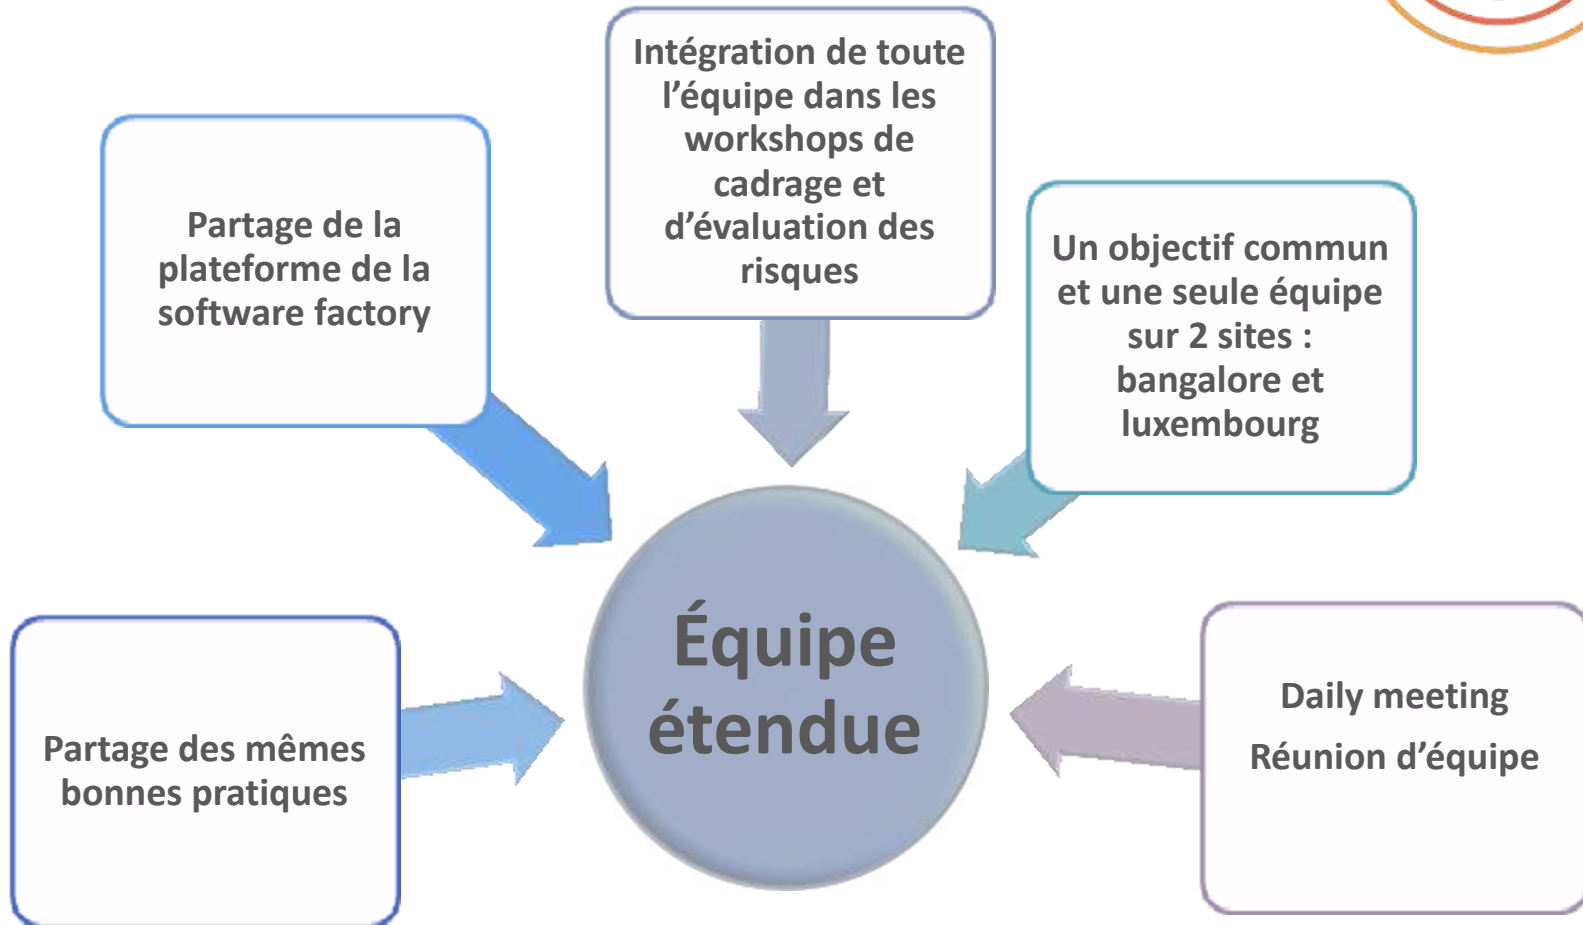 Intégration de toute
l’équipe dans les
workshops de
cadrage et
d’évaluation des
risques
Partage de la
plateforme de la
software factory
Un objectif commun
et une seule équipe
sur 2 sites :
bangalore et
luxembourg
Équipe
étendue
Partage des mêmes
bonnes pratiques
Daily meeting
Réunion d’équipe